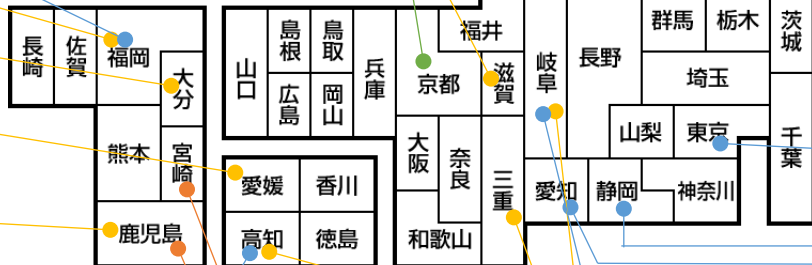 長崎
佐賀
福岡
大分
熊本
宮崎
鹿児島
山口
島根
鳥取
広島
岡山
兵庫
愛媛
香川
高知
徳島
福井
京都
滋賀
大阪
奈良
三重
和歌山
岐阜
長野
群馬
栃木
茨城
埼玉
山梨
東京
千葉
愛知
静岡
神奈川